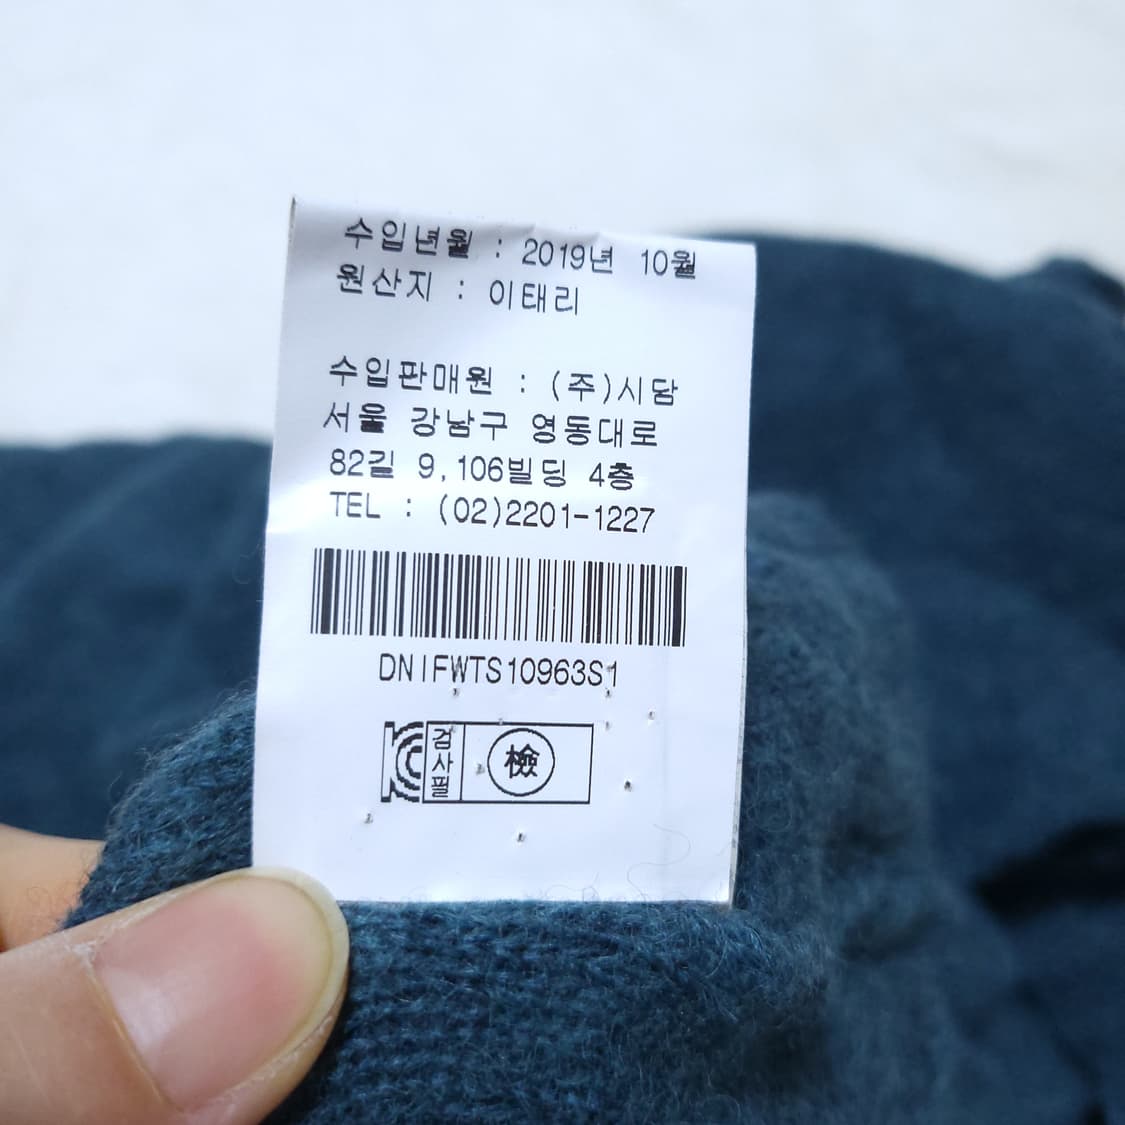 수입년월 : 2019년 10월
원산지 : 이태리
수입판매원 : (주)시담
서울 강남구 영동대로
82길 9,106빌딩 4층
TEL : (02)2201-1227
DNIFWTS10963S1
KC 검사필 檢